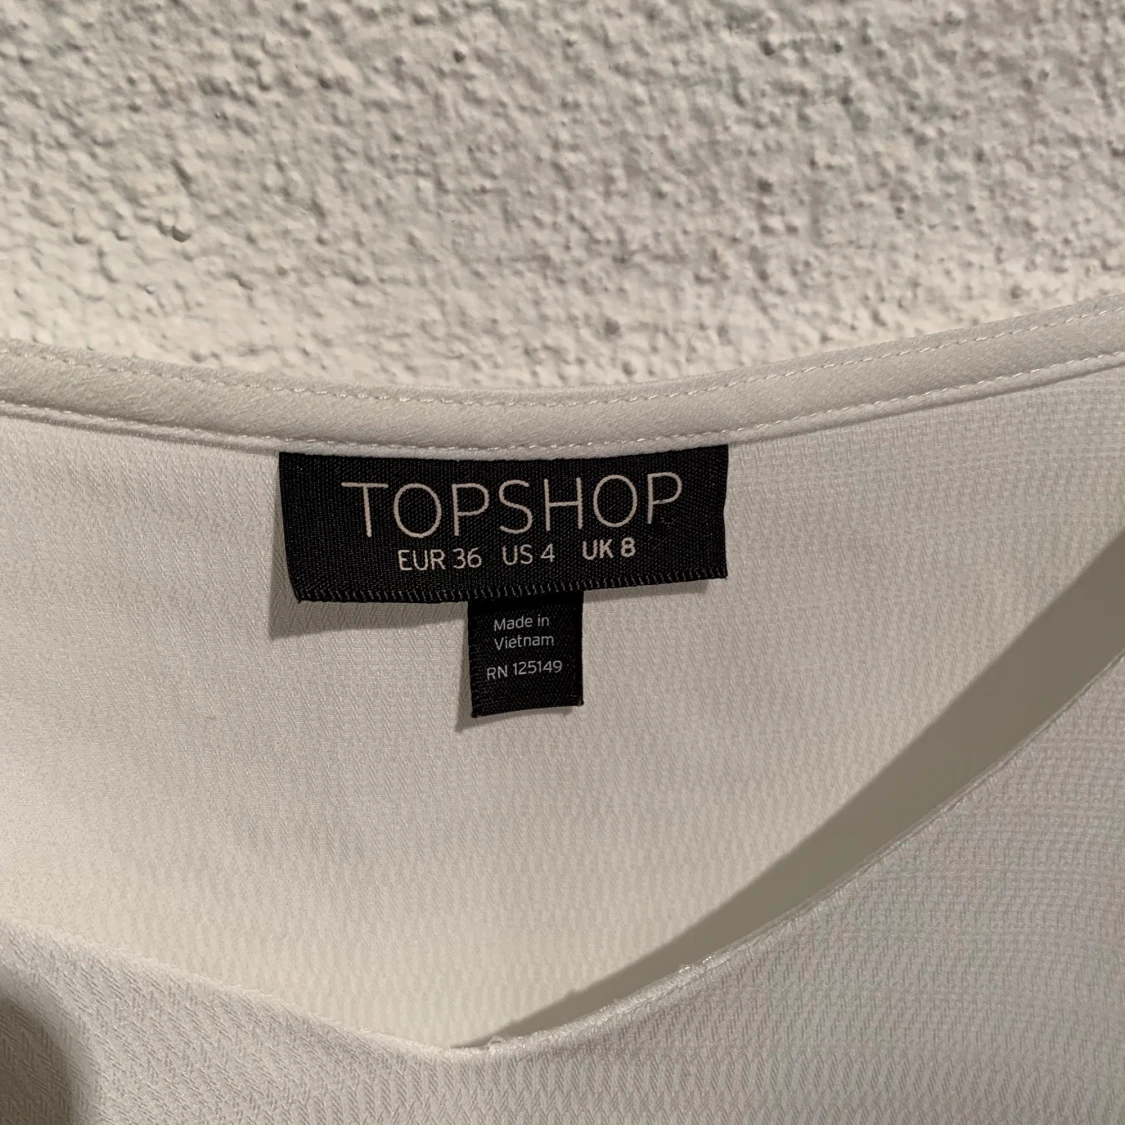 TOPSHOP
EUR 36 US 4 UK 8
Made in
Vietnam
RN 125149